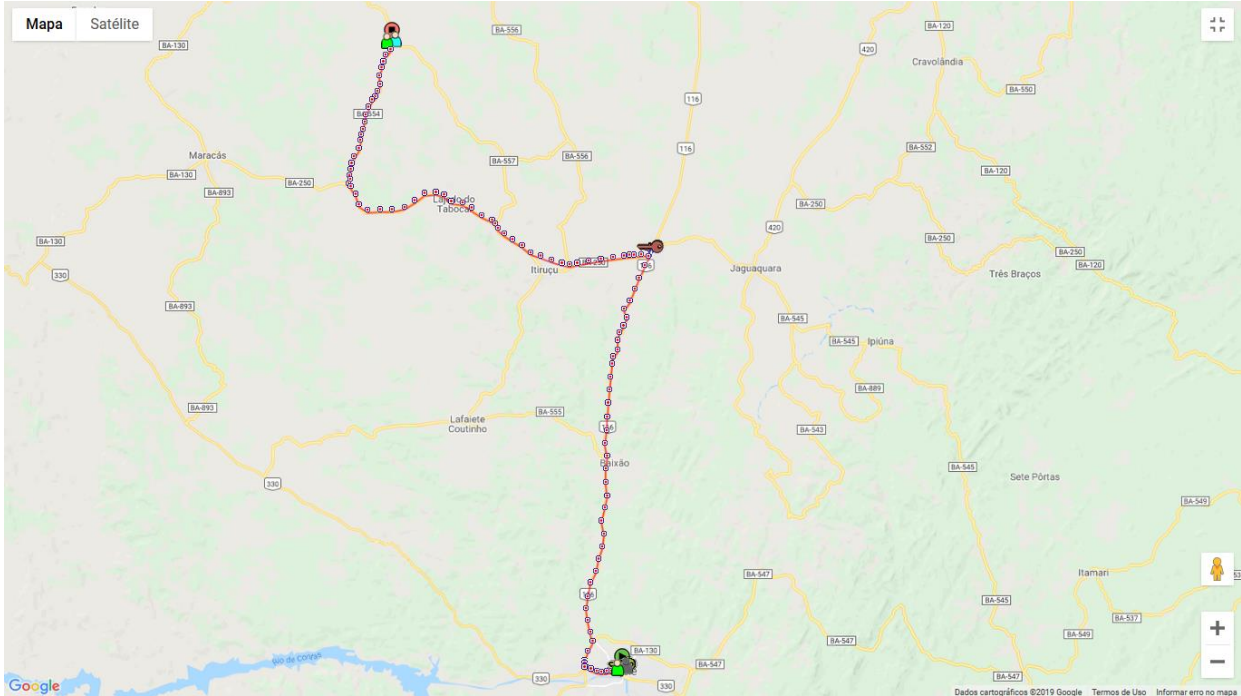 Mapa
Satélite
BA-130
BA-556
420
BA-120
Cravolândia
BA-550
116
BA-554
116
Maracás
BA-557
BA-556
BA-552
BA-130
BA-250
BA-893
BA-120
Lajedo do
Tabocal
BA-250
420
BA-130
BA-250
BA-250
BA-120
330
Itiruçu
BA-250
116
Jaguaquara
Três Braços
BA-893
BA-545
BA-545
Ipiúna
BA-889
BA-893
Lafaiete
Coutinho
BA-555
116
BA-543
Baixão
BA-545
Sete Pôrtas
330
BA-549
BA-547
Itamari
116
BA-545
BA-537
BA-549
BA-547
BA-130
Rio de Contas
BA-547
330
330
BA-547
Google
Dados cartográficos ©2019 Google
Termos de Uso
Informar erro no mapa